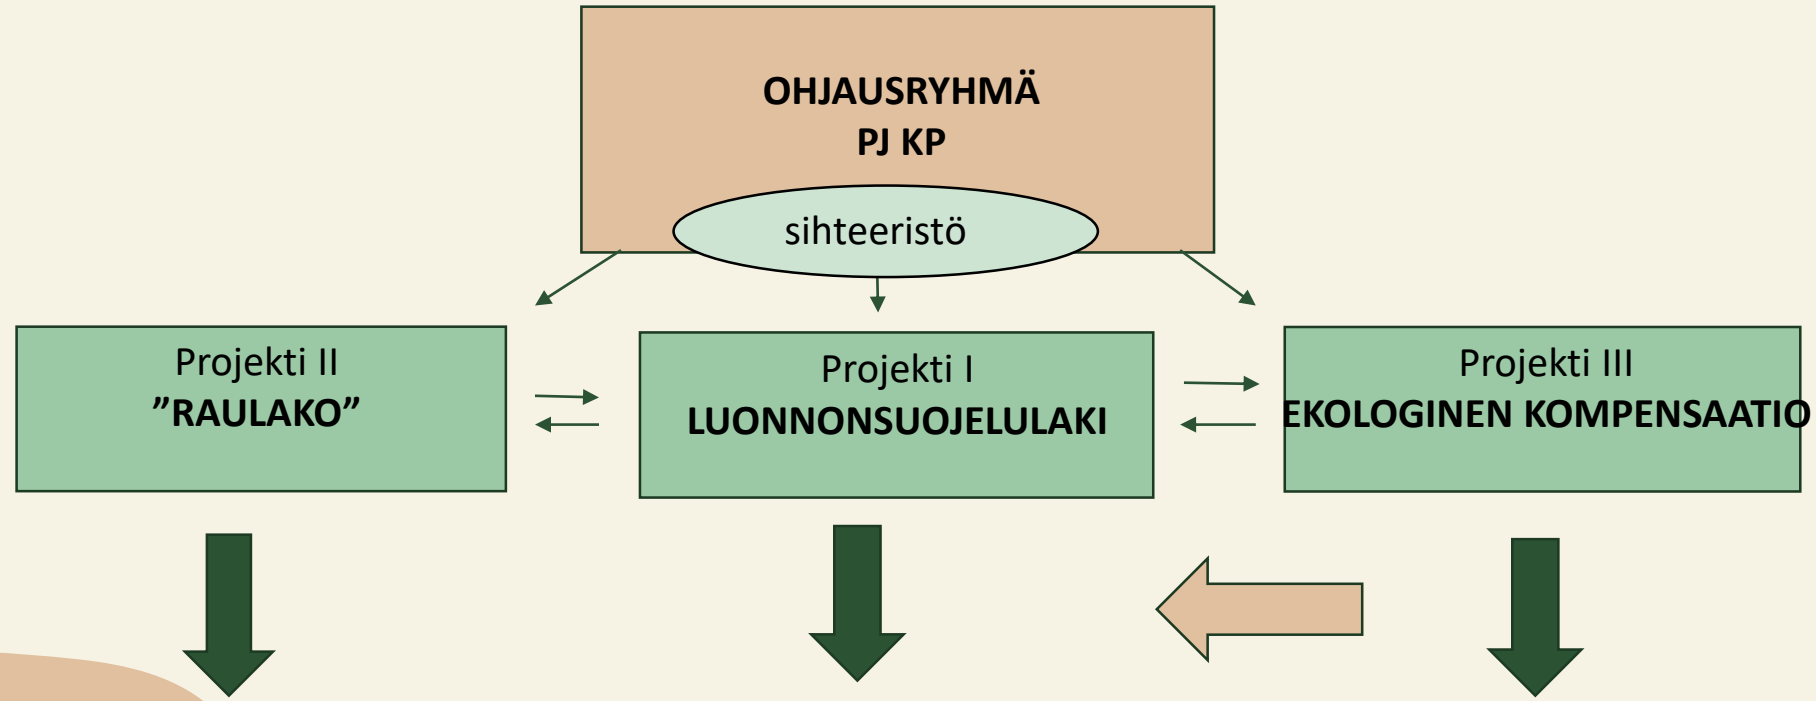 OHJAUSRYHMÄ
PJ KP
sihteeristö
Projekti II
”RAULAKO”
Projekti I
LUONNONSUOJELULAKI
Projekti III
EKOLOGINEN KOMPENSAATIO